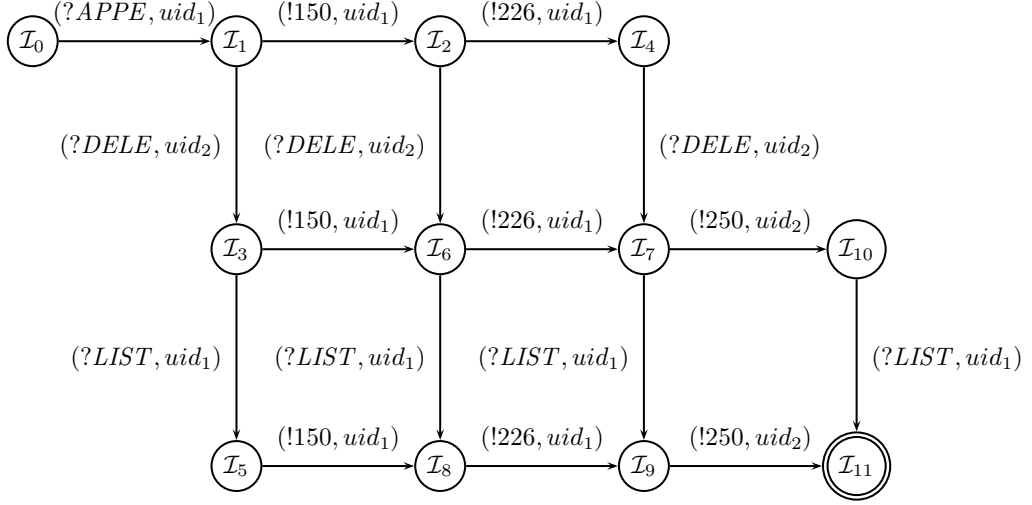 (?APPE, uid₁) (!150, uid₁) (!226, uid₁)
ℐ₀ ℐ₁ ℐ₂ ℐ₄
(?DELE, uid₂) (?DELE, uid₂) (?DELE, uid₂)
(!150, uid₁) (!226, uid₁) (!250, uid₂)
ℐ₃ ℐ₆ ℐ₇ ℐ₁₀
(?LIST, uid₁) (?LIST, uid₁) (?LIST, uid₁) (?LIST, uid₁)
(!150, uid₁) (!226, uid₁) (!250, uid₂)
ℐ₅ ℐ₈ ℐ₉ ℐ₁₁